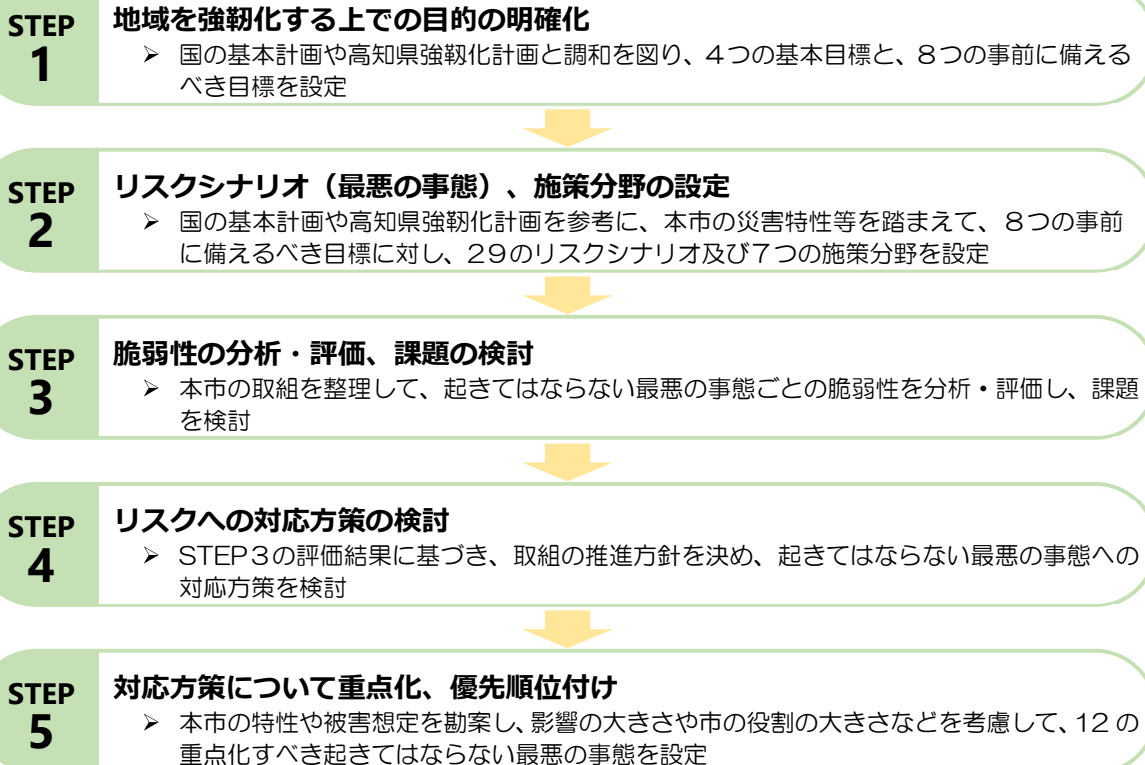 STEP
1
地域を強靭化する上での目的の明確化
➢ 国の基本計画や高知県強靱化計画と調和を図り、４つの基本目標と、８つの事前に備える
べき目標を設定
STEP
2
リスクシナリオ（最悪の事態）、施策分野の設定
➢ 国の基本計画や高知県強靱化計画を参考に、本市の災害特性等を踏まえて、８つの事前
に備えるべき目標に対し、２９のリスクシナリオ及び７つの施策分野を設定
STEP
3
脆弱性の分析・評価、課題の検討
➢ 本市の取組を整理して、起きてはならない最悪の事態ごとの脆弱性を分析・評価し、課題
を検討
STEP
4
リスクへの対応方策の検討
➢ ＳＴＥＰ３の評価結果に基づき、取組の推進方針を決め、起きてはならない最悪の事態への
対応方策を検討
STEP
5
対応方策について重点化、優先順位付け
➢ 本市の特性や被害想定を勘案し、影響の大きさや市の役割の大きさなどを考慮して、12 の
重点化すべき起きてはならない最悪の事態を設定